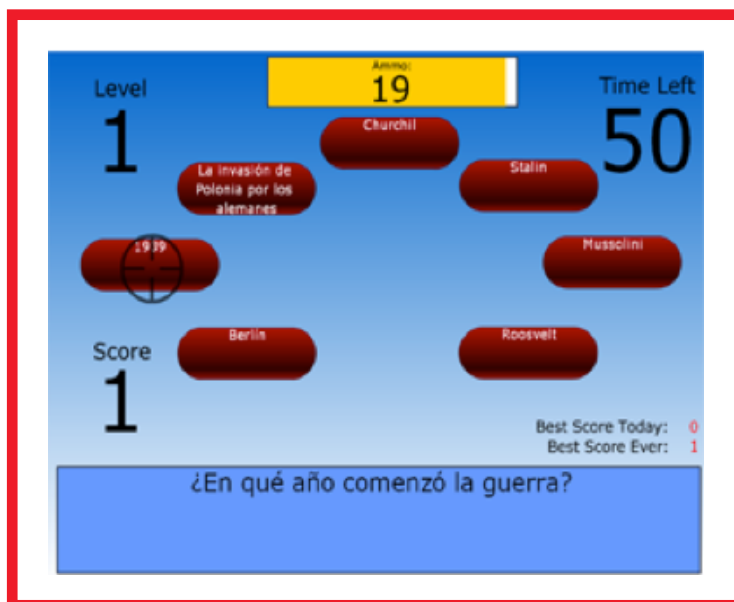 Level
1
Ammo:
19
Time Left
50
Churchil
La invasión de
Polonia por los
alemanes
Stalin
1939
Mussolini
Berlín
Roosvelt
Score
1
Best Score Today: 0
Best Score Ever: 1
¿En qué año comenzó la guerra?